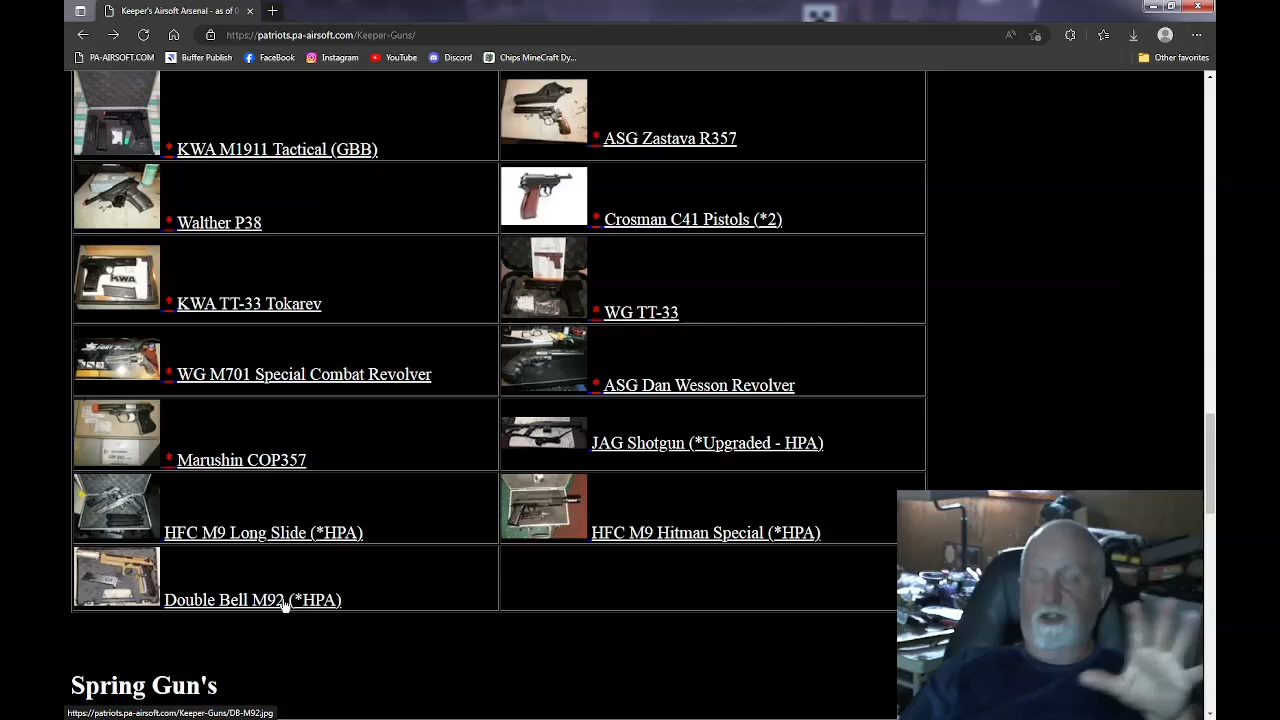 Keeper's Airsoft Arsenal - as of 0
https://patriots.pa-airsoft.com/Keeper-Guns/
PA-AIRSOFT.COM Buffer Publish FaceBook Instagram YouTube Discord Chips MineCraft Dy... Other favorites
* KWA M1911 Tactical (GBB)
* ASG Zastava R357
* Walther P38
* Crosman C41 Pistols (*2)
* KWA TT-33 Tokarev
KWA
* WG TT-33
* WG M701 Special Combat Revolver
* ASG Dan Wesson Revolver
* Marushin COP357
JAG Shotgun (*Upgraded - HPA)
HFC M9 Long Slide (*HPA)
HFC M9 Hitman Special (*HPA)
Double Bell M92 (*HPA)
Spring Gun's
https://patriots.pa-airsoft.com/Keeper-Guns/DB-M92.jpg